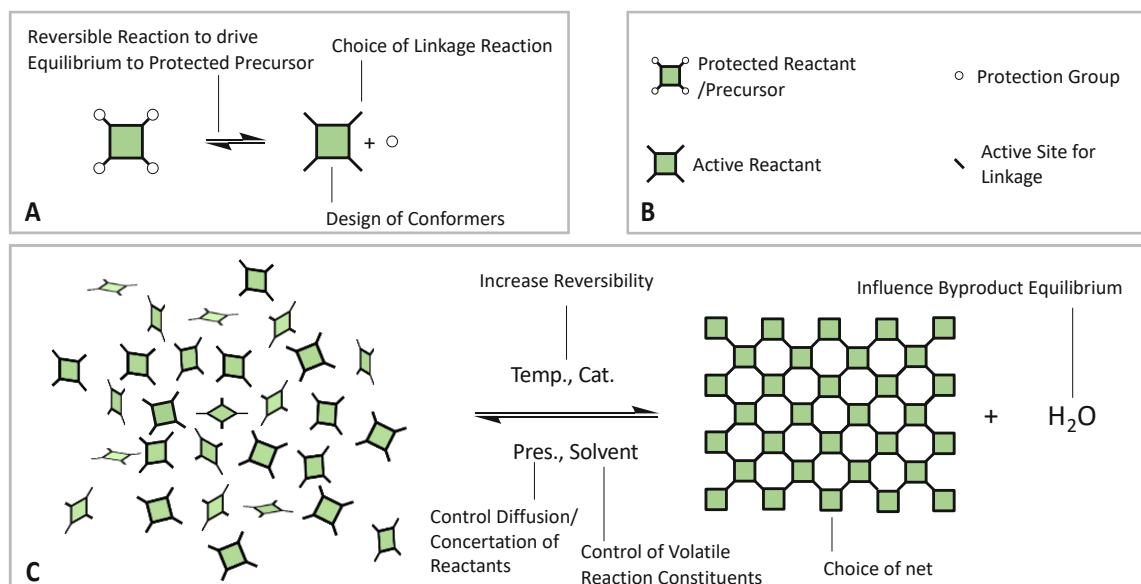 Reversible Reaction to drive
Equilibrium to Protected Precursor
Choice of Linkage Reaction
+
Design of Conformers
A
Protected Reactant
/Precursor
Protection Group
Active Reactant
Active Site for
Linkage
B
Increase Reversibility
Influence Byproduct Equilibrium
Temp., Cat.
+ H₂O
Pres., Solvent
Control Diffusion/
Concertation of
Reactants
Control of Volatile
Reaction Constituents
Choice of net
C